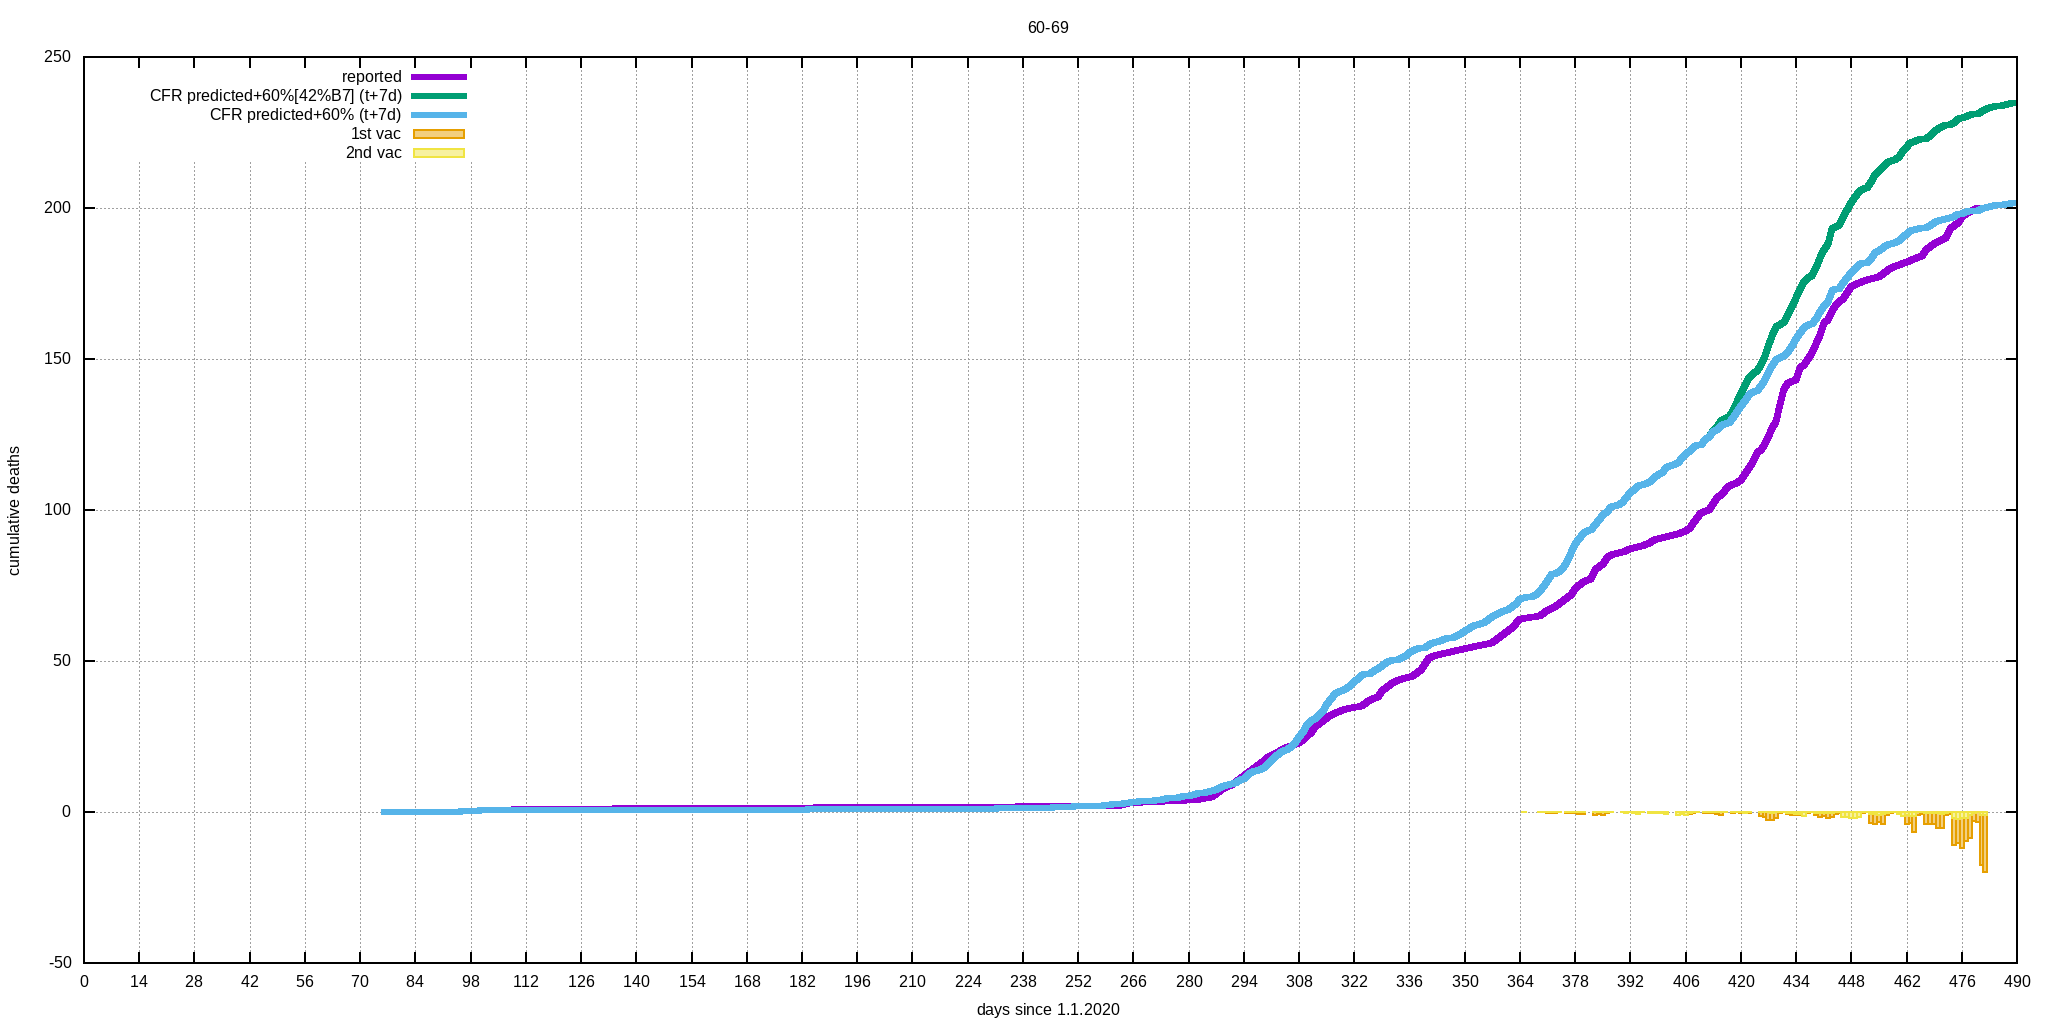 60-69
250
200
150
100
50
0
-50
reported
CFR predicted+60%[42%B7] (t+7d)
CFR predicted+60% (t+7d)
1st vac
2nd vac
cumulative deaths
0 14 28 42 56 70 84 98 112 126 140 154 168 182 196 210 224 238 252 266 280 294 308 322 336 350 364 378 392 406 420 434 448 462 476 490
days since 1.1.2020